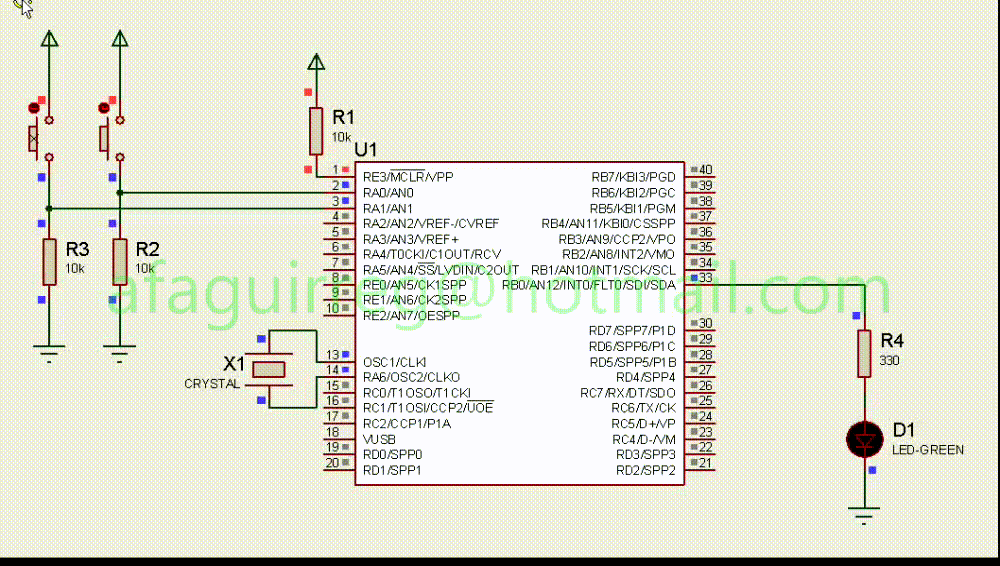 R1
10k
U1
1 RE3/MCLR/VPP
2 RA0/AN0
3 RA1/AN1
4 RA2/AN2/VREF-/CVREF
5 RA3/AN3/VREF+
6 RA4/T0CKI/C1OUT/RCV
7 RA5/AN4/SS/LVDIN/C2OUT
8 RE0/AN5/CK1SPP
9 RE1/AN6/CK2SPP
10 RE2/AN7/OESPP
13 OSC1/CLKI
14 RA6/OSC2/CLKO
15 RC0/T1OSO/T1CKI
16 RC1/T1OSI/CCP2/UOE
17 RC2/CCP1/P1A
18 VUSB
19 RD0/SPP0
20 RD1/SPP1
RB7/KBI3/PGD 40
RB6/KBI2/PGC 39
RB5/KBI1/PGM 38
RB4/AN11/KBI0/CSSPP 37
RB3/AN9/CCP2/VPO 36
RB2/AN8/INT2/VMO 35
RB1/AN10/INT1/SCK/SCL 34
RB0/AN12/INT0/FLT0/SDI/SDA 33
RD7/SPP7/P1D 30
RD6/SPP6/P1C 29
RD5/SPP5/P1B 28
RD4/SPP4 27
RC7/RX/DT/SDO 26
RC6/TX/CK 25
RC5/D+/VP 24
RC4/D-/VM 23
RD3/SPP3 22
RD2/SPP2 21
R3
10k
R2
10k
X1
CRYSTAL
R4
330
D1
LED-GREEN